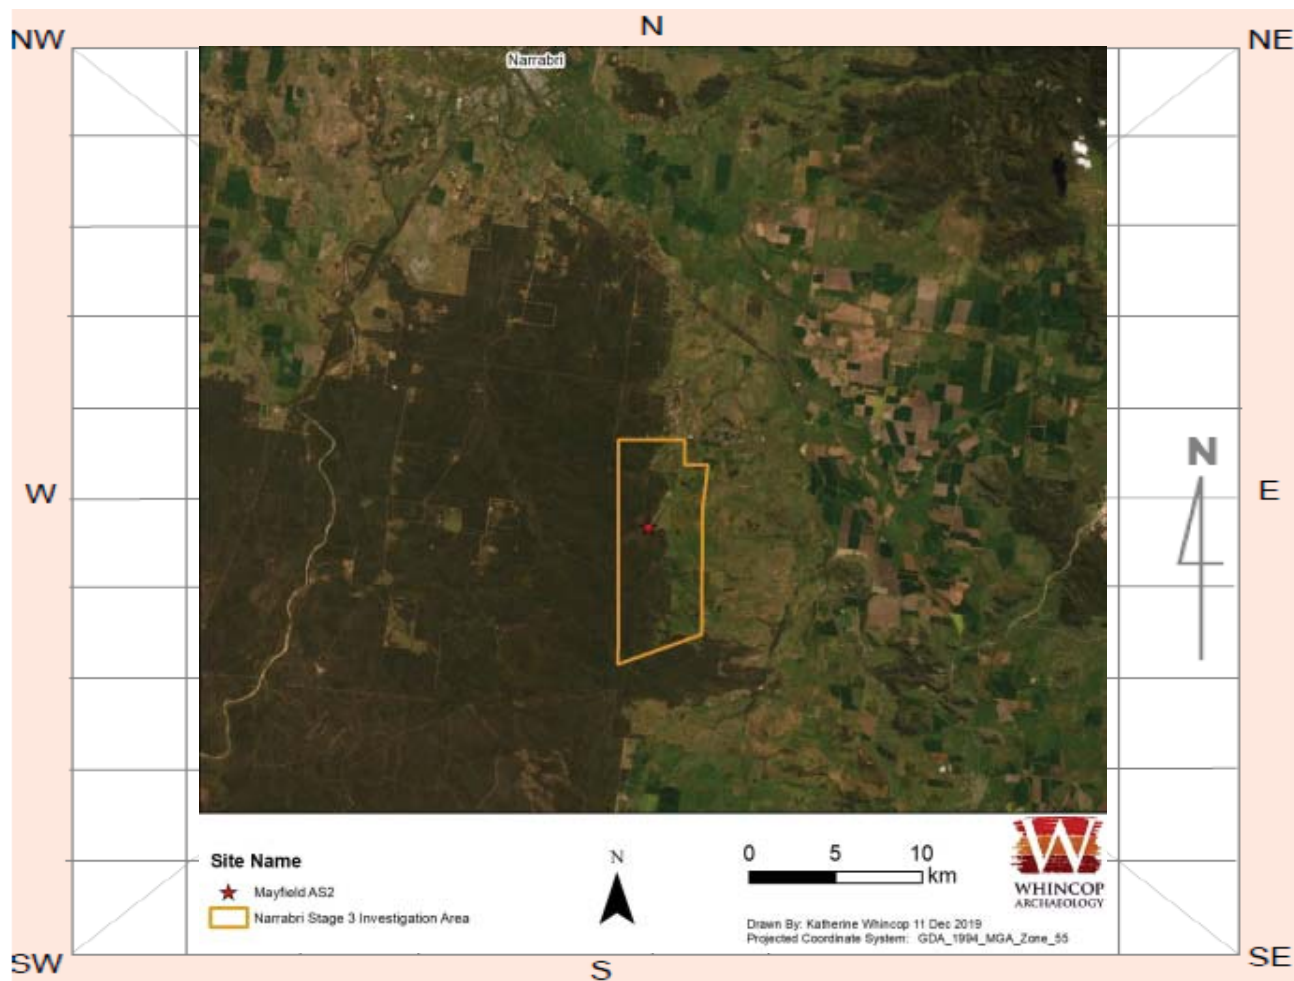 NW
N
NE
Narrabri
N
W
E
Site Name
Mayfield AS2
Narrabri Stage 3 Investigation Area
N
0 5 10
km
W
WHINCOP
ARCHAEOLOGY
Drawn By: Katherine Whincop 11 Dec 2019
Projected Coordinate System: GDA_1994_MGA_Zone_55
SW
S
SE